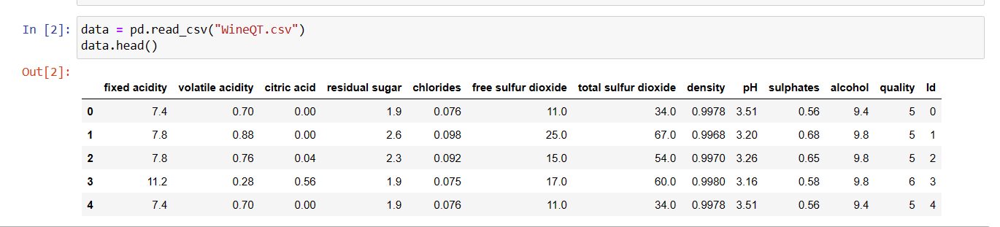 In [2]: data = pd.read_csv("WineQT.csv")
data.head()
Out[2]:
fixed acidity volatile acidity citric acid residual sugar chlorides free sulfur dioxide total sulfur dioxide density pH sulphates alcohol quality Id
0 7.4 0.70 0.00 1.9 0.076 11.0 34.0 0.9978 3.51 0.56 9.4 5 0
1 7.8 0.88 0.00 2.6 0.098 25.0 67.0 0.9968 3.20 0.68 9.8 5 1
2 7.8 0.76 0.04 2.3 0.092 15.0 54.0 0.9970 3.26 0.65 9.8 5 2
3 11.2 0.28 0.56 1.9 0.075 17.0 60.0 0.9980 3.16 0.58 9.8 6 3
4 7.4 0.70 0.00 1.9 0.076 11.0 34.0 0.9978 3.51 0.56 9.4 5 4